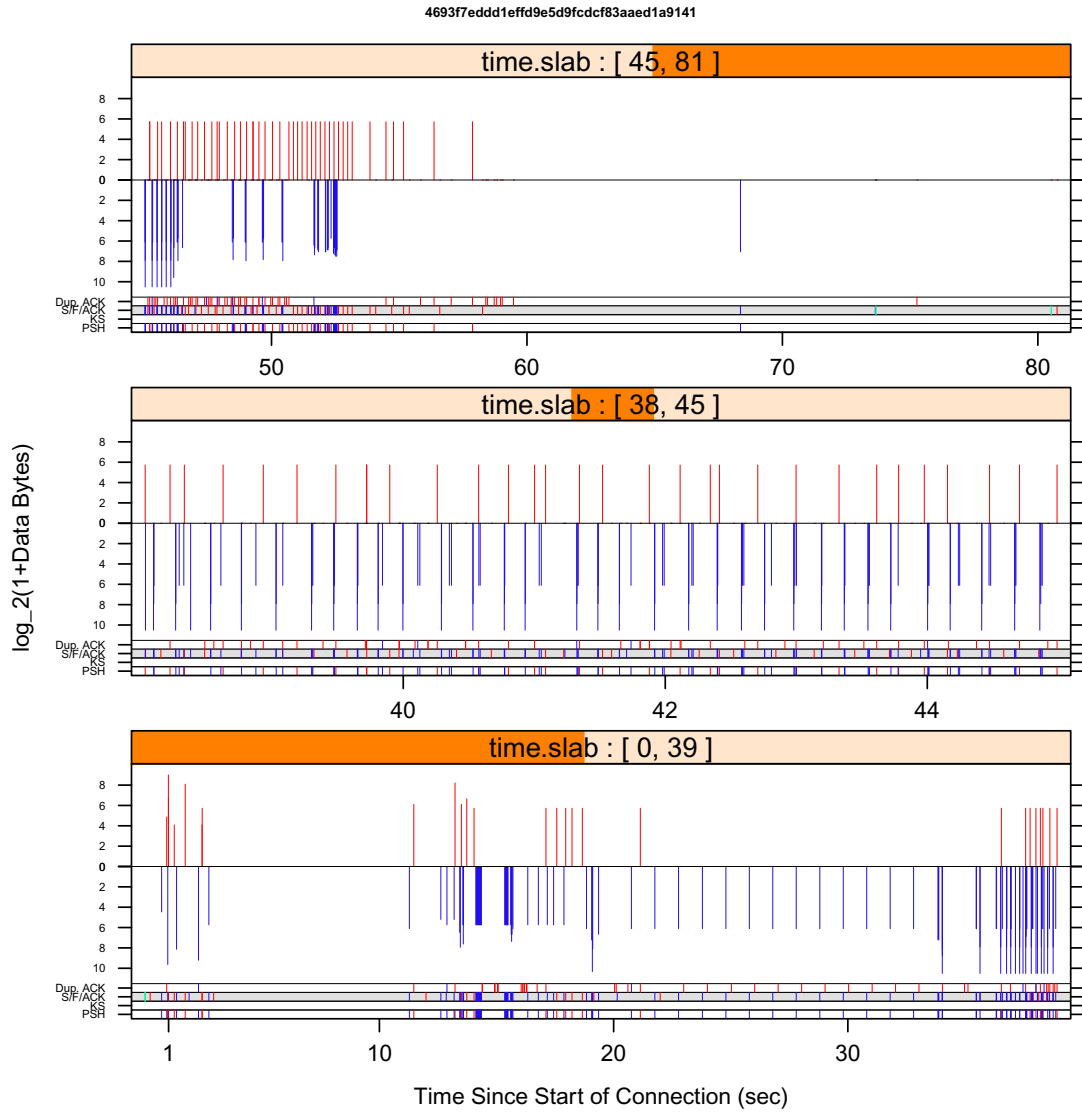 4693f7eddd1effd9e5d9fcdcf83aaed1a9141
time.slab : [ 45, 81 ]
8
6
4
2
0
0
2
4
6
8
10
Dup. ACK
S/F/ACK
KS
PSH
50 60 70 80
time.slab : [ 38, 45 ]
8
6
4
2
0
0
2
4
6
8
10
Dup. ACK
S/F/ACK
KS
PSH
40 42 44
log_2(1+Data Bytes)
time.slab : [ 0, 39 ]
8
6
4
2
0
0
2
4
6
8
10
Dup. ACK
S/F/ACK
KS
PSH
1 10 20 30
Time Since Start of Connection (sec)